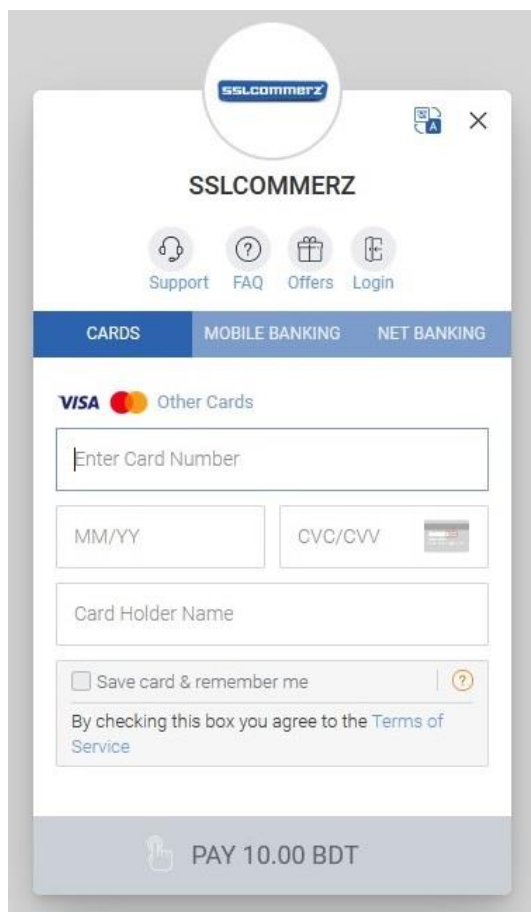 SSLCOMMERZ
SSLCOMMERZ
Support FAQ Offers Login
CARDS MOBILE BANKING NET BANKING
VISA Other Cards
Enter Card Number
MM/YY CVC/CVV
Card Holder Name
Save card & remember me ?
By checking this box you agree to the Terms of
Service
PAY 10.00 BDT